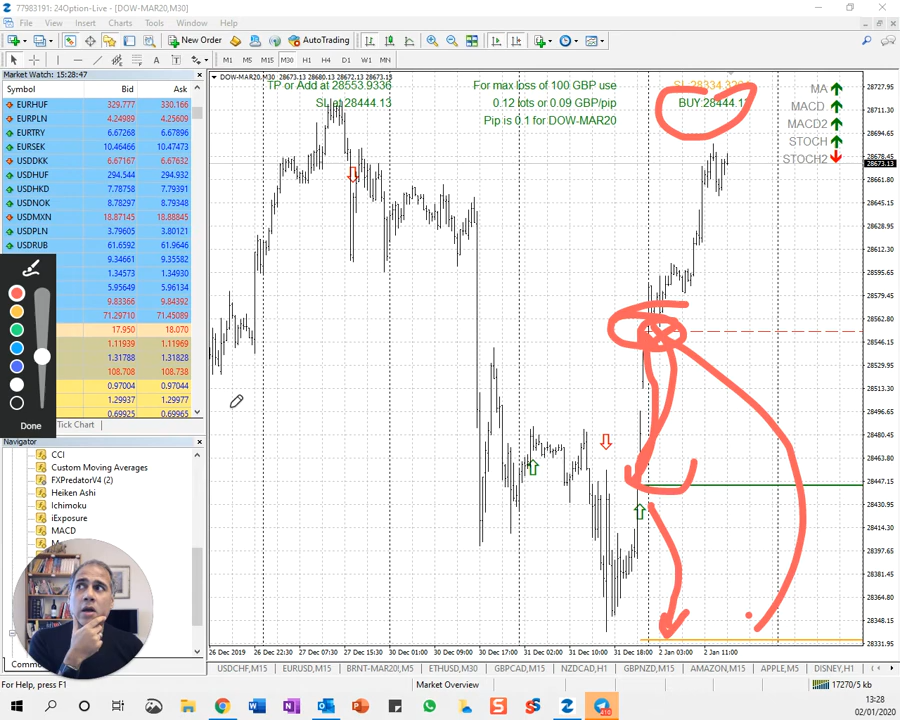 77983191: 24Option-Live - [DOW-MAR20,M30]
File View Insert Charts Tools Window Help
New Order AutoTrading
M1 M5 M15 M30 H1 H4 D1 W1 MN
Market Watch: 15:28:47
Symbol Bid Ask
EURHUF 329.777 330.166
EURPLN 4.24989 4.25609
EURTRY 6.67268 6.67896
EURSEK 10.46466 10.47473
USDDKK 6.67167 6.67632
USDHUF 294.544 294.932
USDHKD 7.78758 7.79391
USDNOK 8.78297 8.79398
USDMXN 18.87145 18.88845
USDPLN 3.79605 3.80121
USDRUB 61.6592 61.9646
9.34661 9.35582
1.34573 1.34930
5.95649 5.96134
9.83366 9.84392
71.29710 71.45089
17.950 18.070
1.11939 1.11969
1.31788 1.31828
108.708 108.738
0.97004 0.97040
1.29937 1.29977
0.69925 0.69965
Done
Tick Chart
Navigator
CCI
Custom Moving Averages
FXPredatorV4 (2)
Heiken Ashi
Ichimoku
iExposure
MACD
Comm
DOW-MAR20,M30 28673.13 28680.13 28672.13 28673.13
TP or Add at 28553.9336
SL at 28444.13
For max loss of 100 GBP use
0.12 lots or 0.09 GBP/pip
Pip is 0.1 for DOW-MAR20
BUY:28444.13
MA
MACD
MACD2
STOCH
STOCH2
28727.95
28711.30
28694.65
28678.45
28673.13
28661.80
28645.15
28628.95
28612.30
28595.65
28579.45
28562.80
28546.15
28529.95
28513.30
28496.65
28480.45
28463.80
28447.15
28430.95
28414.30
28397.65
28381.45
28364.80
28348.15
28331.95
26 Dec 2019 27 Dec 07:30 27 Dec 15:30 30 Dec 01:00 30 Dec 09:00 30 Dec 17:00 31 Dec 02:00 31 Dec 10:00 31 Dec 18:00 2 Jan 03:00 2 Jan 11:00
USDCHF,M15 EURUSD,M15 BRNT-MAR20!,M5 ETHUSD,M30 GBPCAD,M15 NZDCAD,H1 GBPNZD,M15 AMAZON,M15 APPLE,M5 DISNEY,H1
For Help, press F1
Market Overview
17270/5 kb
13:28
02/01/2020